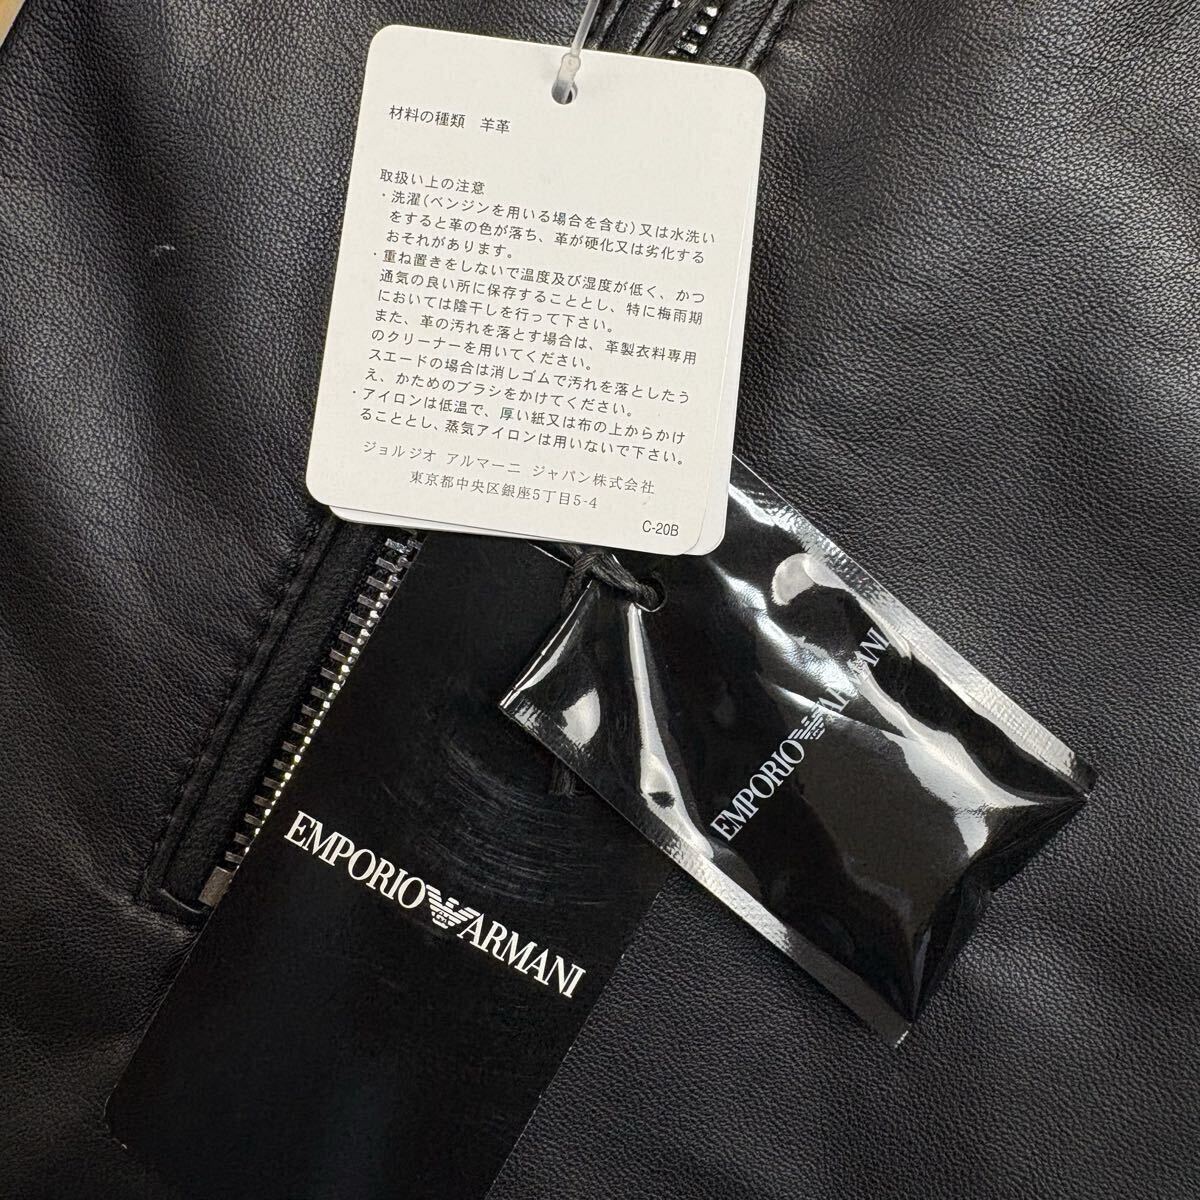 材料の種類 羊革
取扱い上の注意
・洗濯(ベンジンを用いる場合を含む)又は水洗い
をすると革の色が落ち、革が硬化又は劣化する
おそれがあります。
・重ね置きをしないで温度及び湿度が低く、かつ
通気の良い所に保存することとし、特に梅雨期
においては陰干しを行って下さい。
また、革の汚れを落とす場合は、革製衣料専用
のクリーナーを用いてください。
スエードの場合は消しゴムで汚れを落としたう
え、かためのブラシをかけてください。
・アイロンは低温で、厚い紙又は布の上からかけ
ることとし、蒸気アイロンは用いないで下さい。
ジョルジオ アルマーニ ジャパン株式会社
東京都中央区銀座5丁目5-4
C-20B
EMPORIO ARMANI
EMPORIO ARMANI